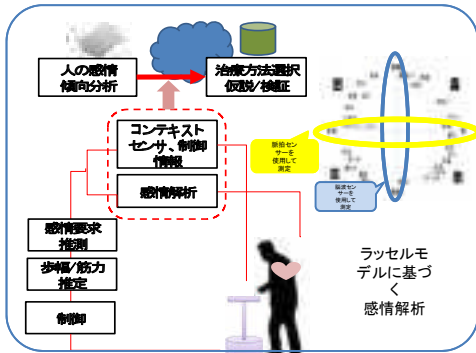 人の感情
傾向分析
治療方法選択
仮説/検証
コンテキスト
センサ、制御
情報
感情解析
感情要求
推測
歩幅/筋力
推定
制御
脈拍セン
サーを
使用して
測定
脳波セン
サーを
使用して
測定
ラッセルモ
デルに基づ
く
感情解析